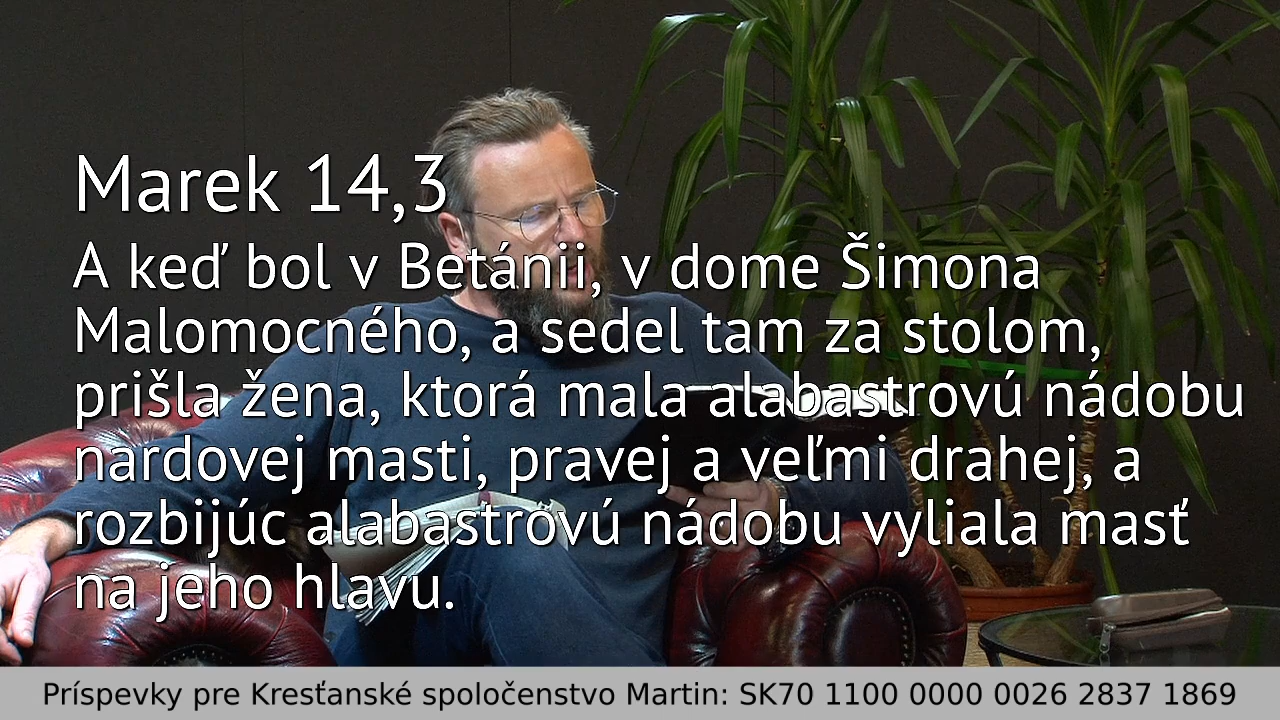 Marek 14,3
A keď bol v Betánii, v dome Šimona
Malomocného, a sedel tam za stolom,
prišla žena, ktorá mala alabastrovú nádobu
nardovej masti, pravej a veľmi drahej, a
rozbijúc alabastrovú nádobu vyliala masť
na jeho hlavu.
Príspevky pre Kresťanské spoločenstvo Martin: SK70 1100 0000 0026 2837 1869